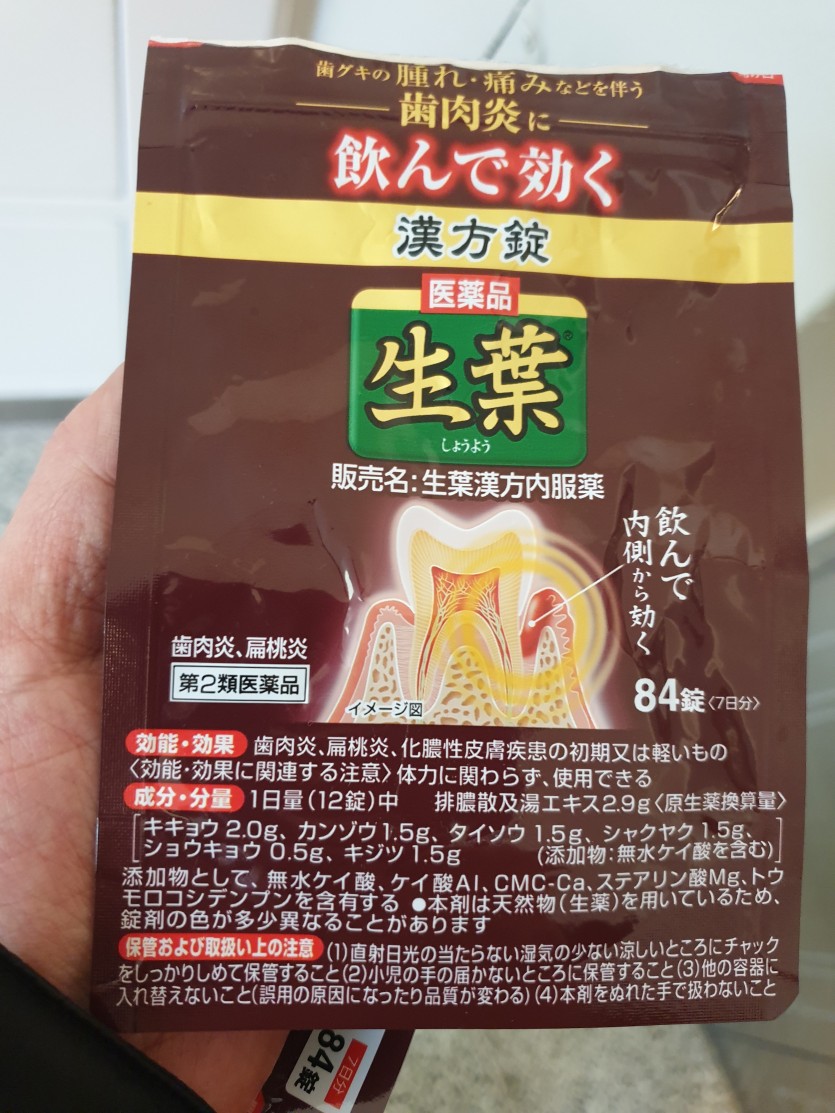 歯グキの腫れ・痛みなどを伴う
歯肉炎に
飲んで効く
漢方錠
医薬品
生葉®
しょうよう
販売名:生葉漢方内服薬
飲んで
内側から効く
歯肉炎、扁桃炎
第2類医薬品
イメージ図
84錠〈7日分〉
効能・効果 歯肉炎、扁桃炎、化膿性皮膚疾患の初期又は軽いもの
〈効能・効果に関連する注意〉体力に関わらず、使用できる
成分・分量 1日量(12錠)中 排膿散及湯エキス2.9g〈原生薬換算量〉
キキョウ 2.0g、カンゾウ 1.5g、タイソウ 1.5g、シャクヤク 1.5g、
ショウキョウ 0.5g、キジツ 1.5g (添加物:無水ケイ酸を含む)
添加物として、無水ケイ酸、ケイ酸Al、CMC-Ca、ステアリン酸Mg、トウ
モロコシデンプンを含有する ●本剤は天然物(生薬)を用いているため、
錠剤の色が多少異なることがあります
保管および取扱い上の注意 (1)直射日光の当たらない湿気の少ない涼しいところにチャック
をしっかりしめて保管すること(2)小児の手の届かないところに保管すること(3)他の容器に
入れ替えないこと(誤用の原因になったり品質が変わる)(4)本剤をぬれた手で扱わないこと
7日分
84錠